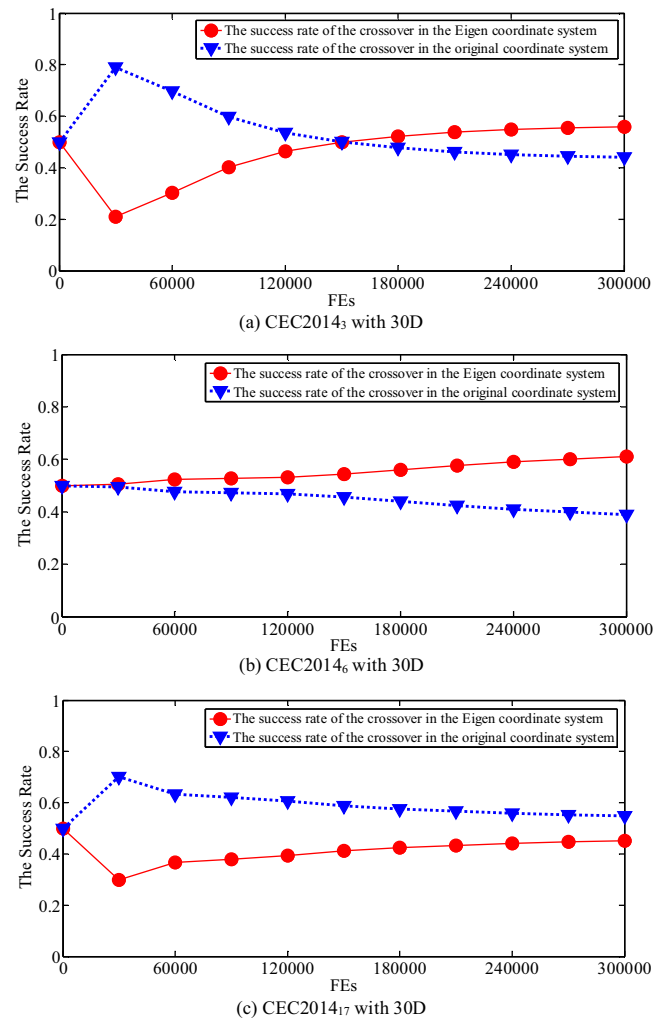 The success rate of the crossover in the Eigen coordinate system
The success rate of the crossover in the original coordinate system
The Success Rate
1
0.8
0.6
0.4
0.2
0
0 60000 120000 180000 240000 300000
FEs
(a) CEC2014₃ with 30D
The success rate of the crossover in the Eigen coordinate system
The success rate of the crossover in the original coordinate system
The Success Rate
1
0.8
0.6
0.4
0.2
0
0 60000 120000 180000 240000 300000
FEs
(b) CEC2014₆ with 30D
The success rate of the crossover in the Eigen coordinate system
The success rate of the crossover in the original coordinate system
The Success Rate
1
0.8
0.6
0.4
0.2
0
0 60000 120000 180000 240000 300000
FEs
(c) CEC2014₁₇ with 30D